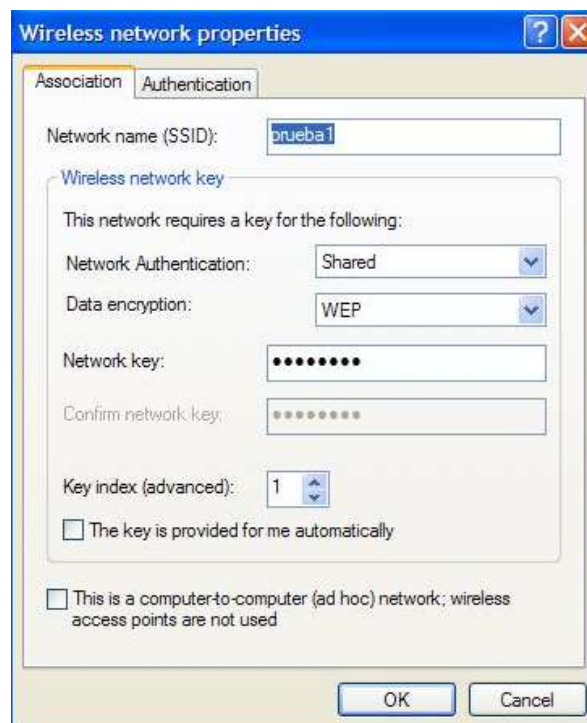 Wireless network properties
Association Authentication
Network name (SSID): prueba1
Wireless network key
This network requires a key for the following:
Network Authentication: Shared
Data encryption: WEP
Network key: ••••••••
Confirm network key: ••••••••
Key index (advanced): 1
The key is provided for me automatically
This is a computer-to-computer (ad hoc) network; wireless
access points are not used
OK Cancel